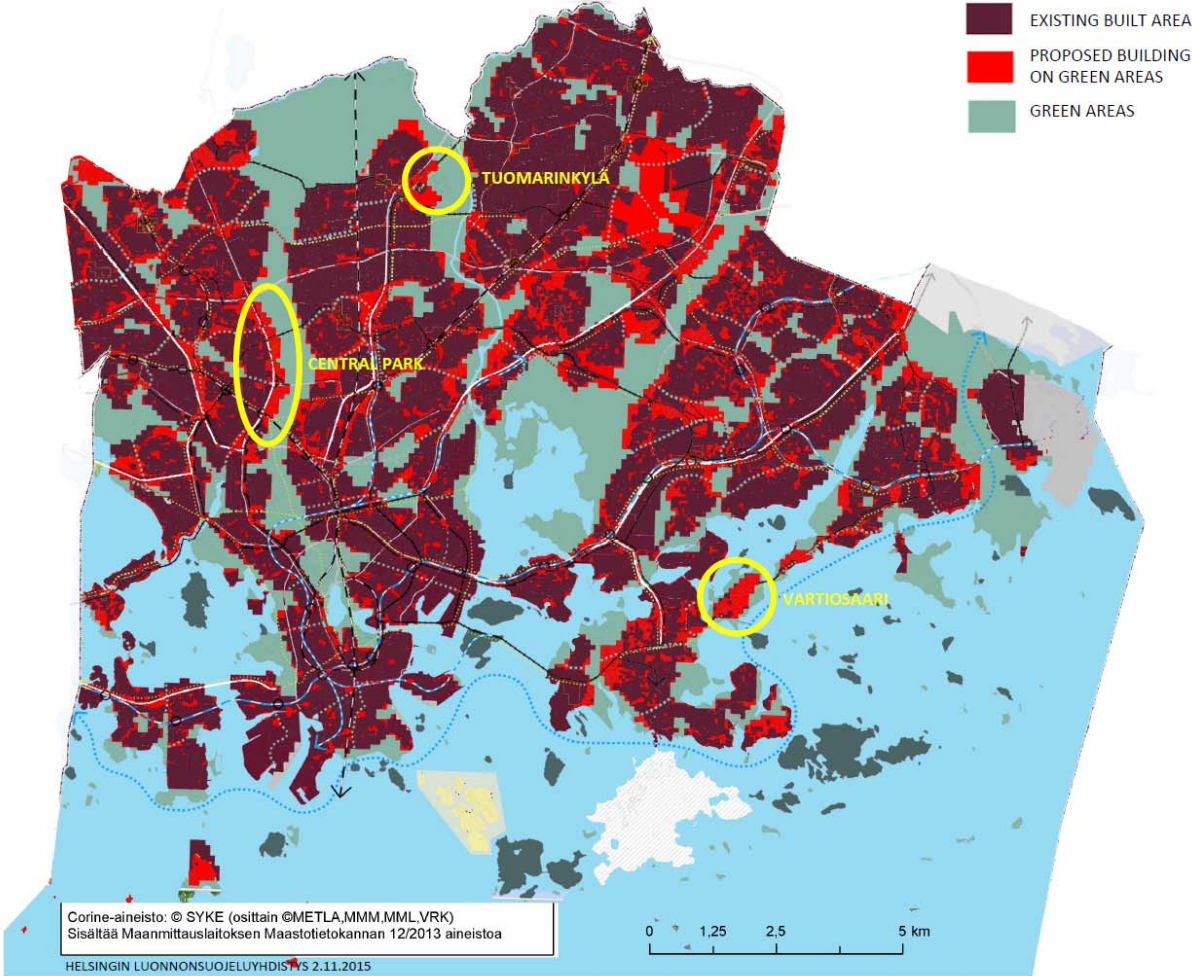 EXISTING BUILT AREA
PROPOSED BUILDING
ON GREEN AREAS
GREEN AREAS
TUOMARINKYLÄ
CENTRAL PARK
VARTIOSAARI
Corine-aineisto: © SYKE (osittain ©METLA,MMM,MML,VRK)
Sisältää Maanmittauslaitoksen Maastotietokannan 12/2013 aineistoa
0 1,25 2,5 5 km
HELSINGIN LUONNONSUOJELUYHDISTYS 2.11.2015